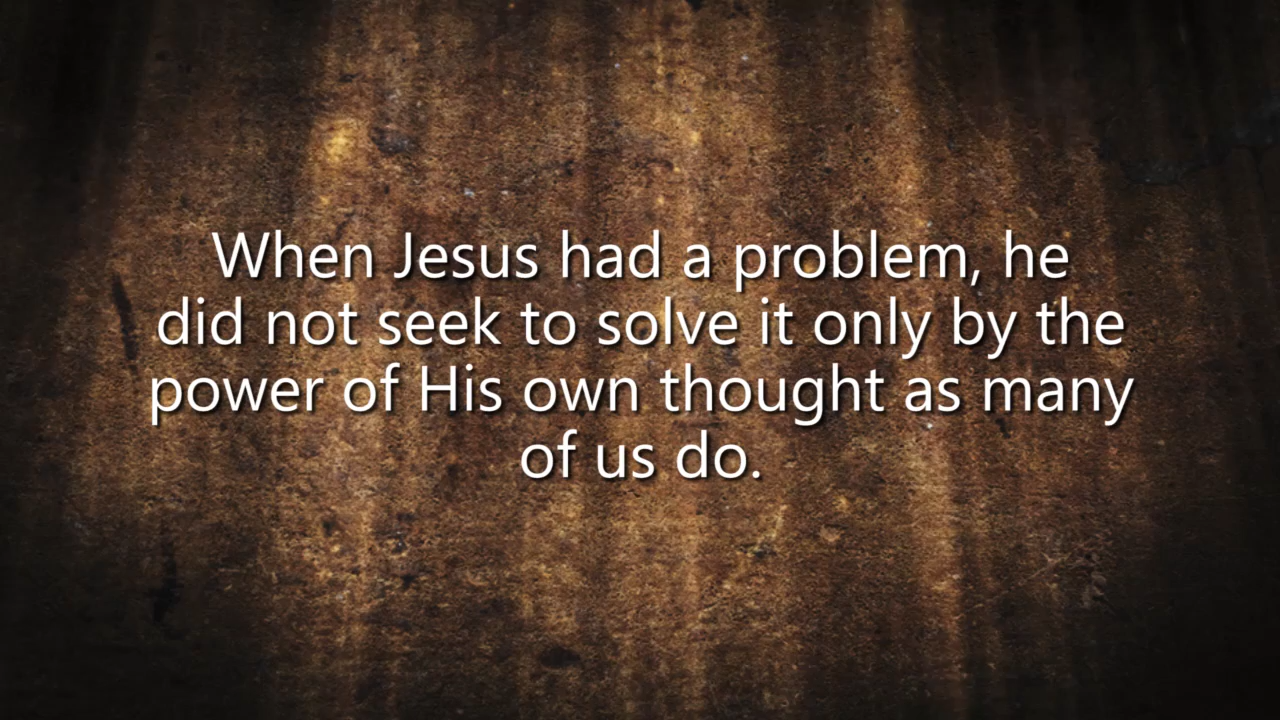 When Jesus had a problem, he
did not seek to solve it only by the
power of His own thought as many
of us do.